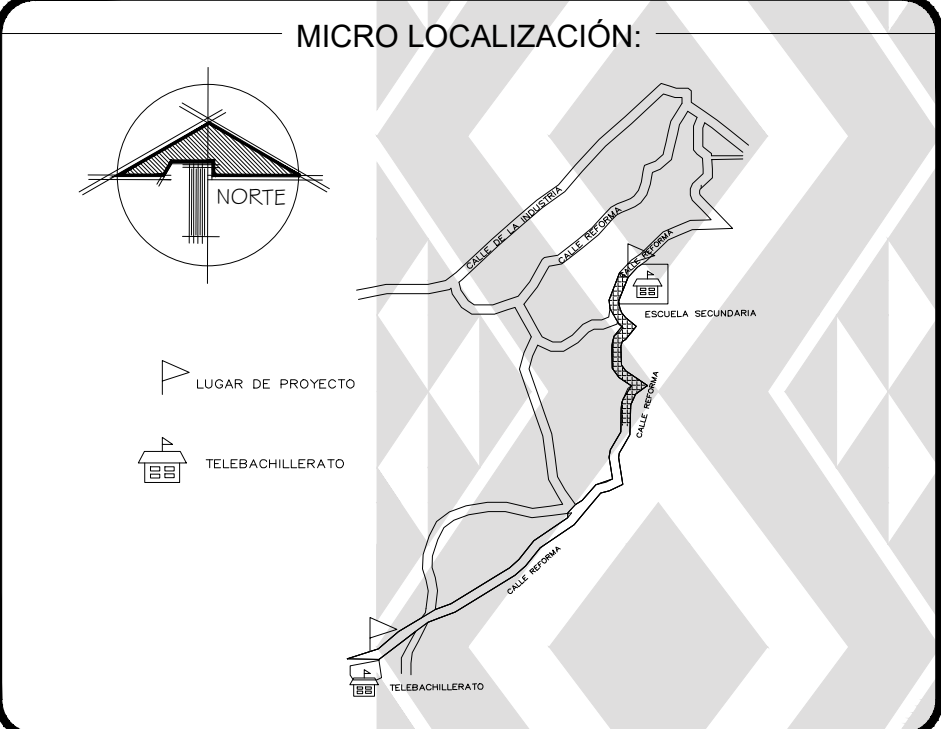 MICRO LOCALIZACIÓN:
NORTE
CALLE DE LA INDUSTRIA
CALLE REFORMA
CALLE REFORMA
ESCUELA SECUNDARIA
LUGAR DE PROYECTO
CALLE REFORMA
TELEBACHILLERATO
CALLE REFORMA
TELEBACHILLERATO